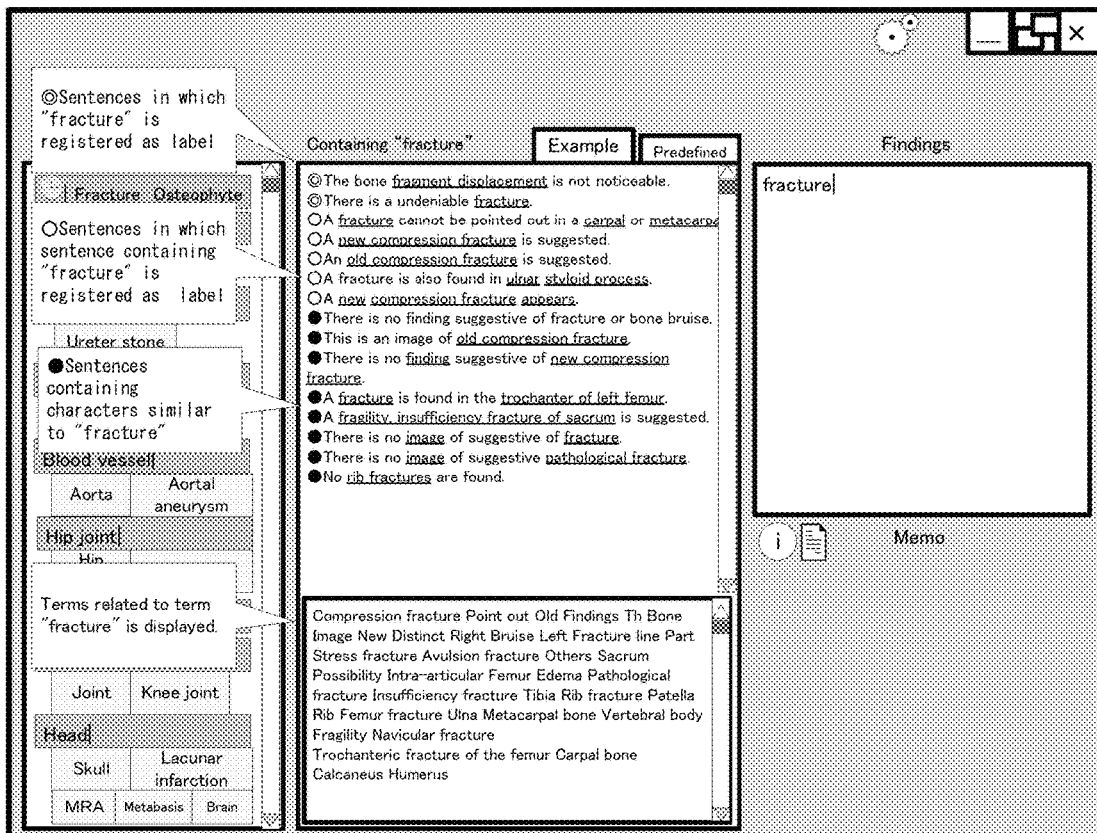 ◎Sentences in which
"fracture" is
registered as label
Fracture Osteophyte
○Sentences in which
sentence containing
"fracture" is
registered as label
Ureter stone
●Sentences
containing
characters similar
to "fracture"
Blood vessel
Aorta
Aortal
aneurysm
Hip joint
Hip
Terms related to term
"fracture" is displayed.
Joint
Knee joint
Head
Skull
Lacunar
infarction
MRA
Metabasis
Brain
Containing "fracture"
Example
Predefined
◎The bone fragment displacement is not noticeable.
◎There is a undeniable fracture.
○A fracture cannot be pointed out in a carpal or metacarpa
○A new compression fracture is suggested.
○An old compression fracture is suggested.
○A fracture is also found in ulnar styloid process.
○A new compression fracture appears.
●There is no finding suggestive of fracture or bone bruise.
●This is an image of old compression fracture.
●There is no finding suggestive of new compression
fracture.
●A fracture is found in the trochanter of left femur.
●A fragility, insufficiency fracture of sacrum is suggested.
●There is no image of suggestive of fracture.
●There is no image of suggestive pathological fracture.
●No rib fractures are found.
Compression fracture Point out Old Findings Th Bone
Image New Distinct Right Bruise Left Fracture line Part
Stress fracture Avulsion fracture Others Sacrum
Possibility Intra-articular Femur Edema Pathological
fracture Insufficiency fracture Tibia Rib fracture Patella
Rib Femur fracture Ulna Metacarpal bone Vertebral body
Fragility Navicular fracture
Trochanteric fracture of the femur Carpal bone
Calcaneus Humerus
Findings
fracture
i
Memo